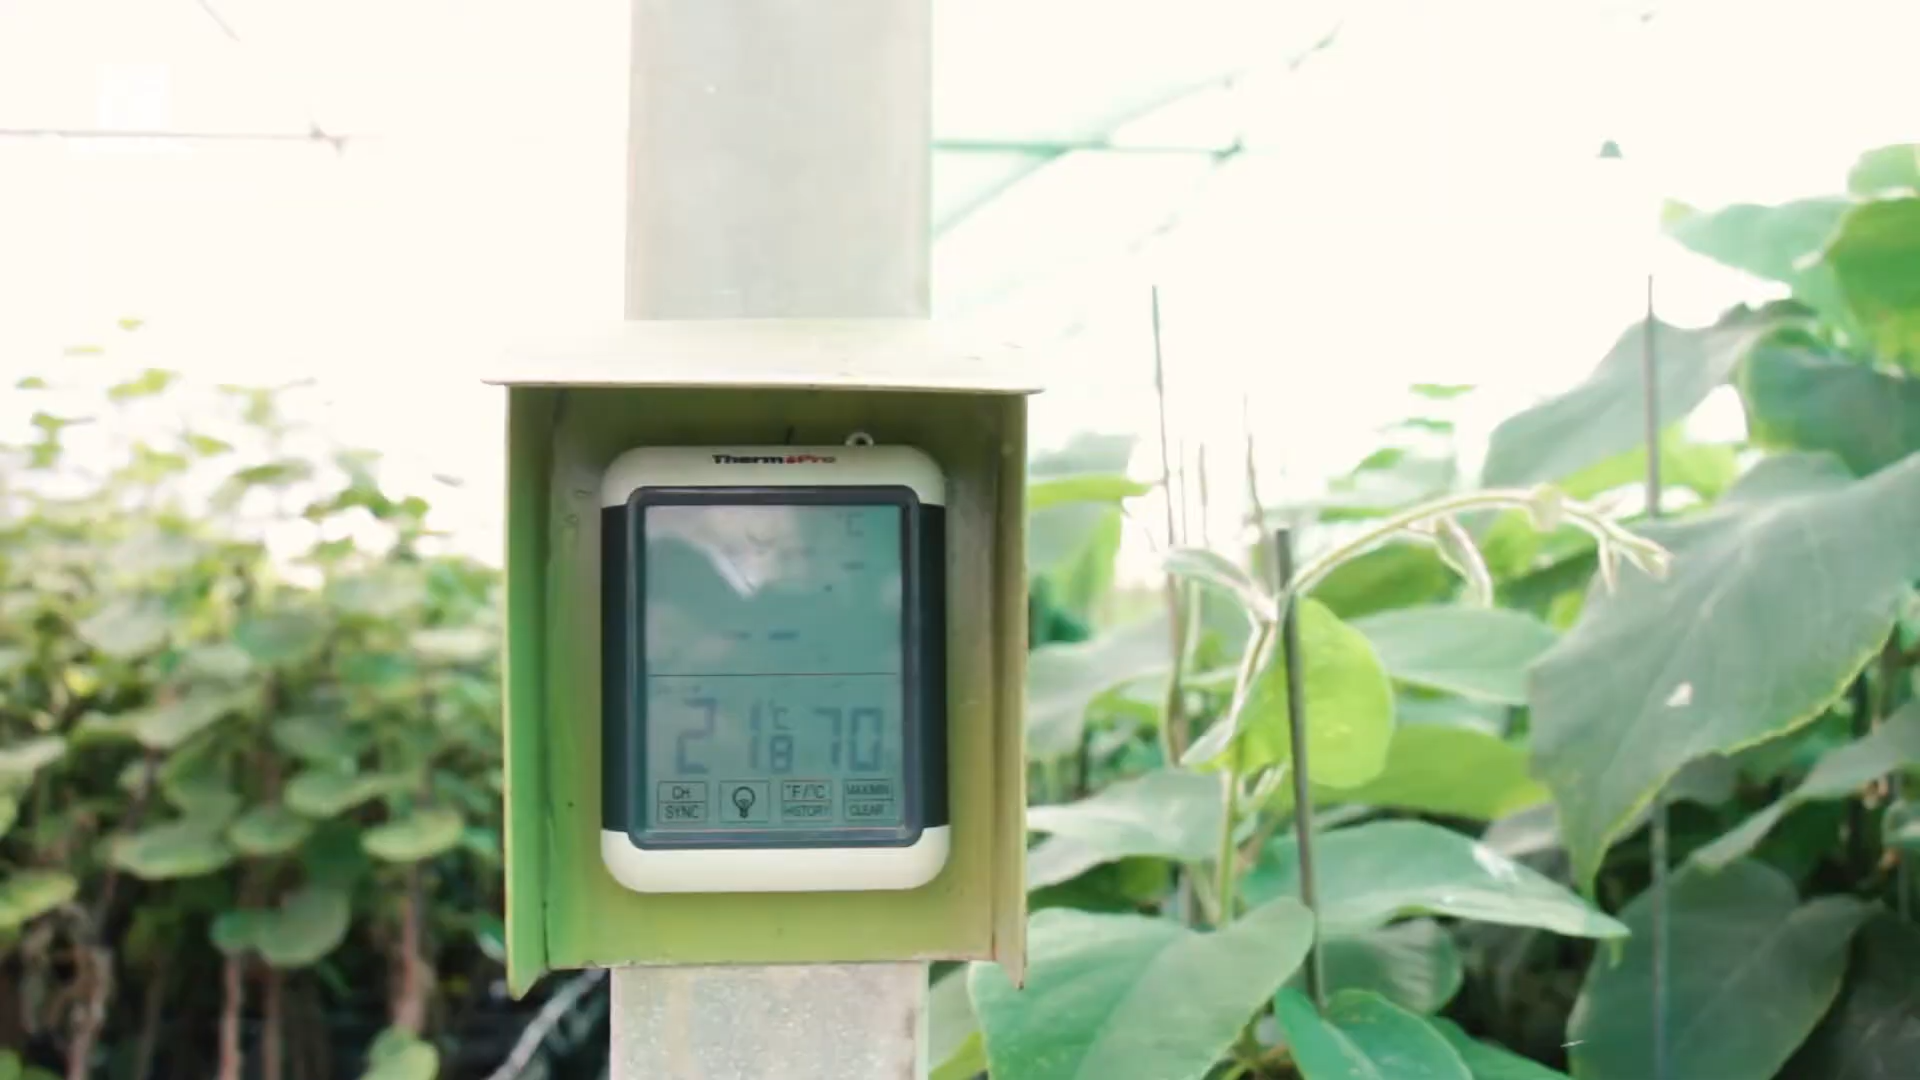 ThermoPro
°C
-- --
21.8 °C 70
CH °F/°C MAX/MIN
SYNC HISTORY CLEAR